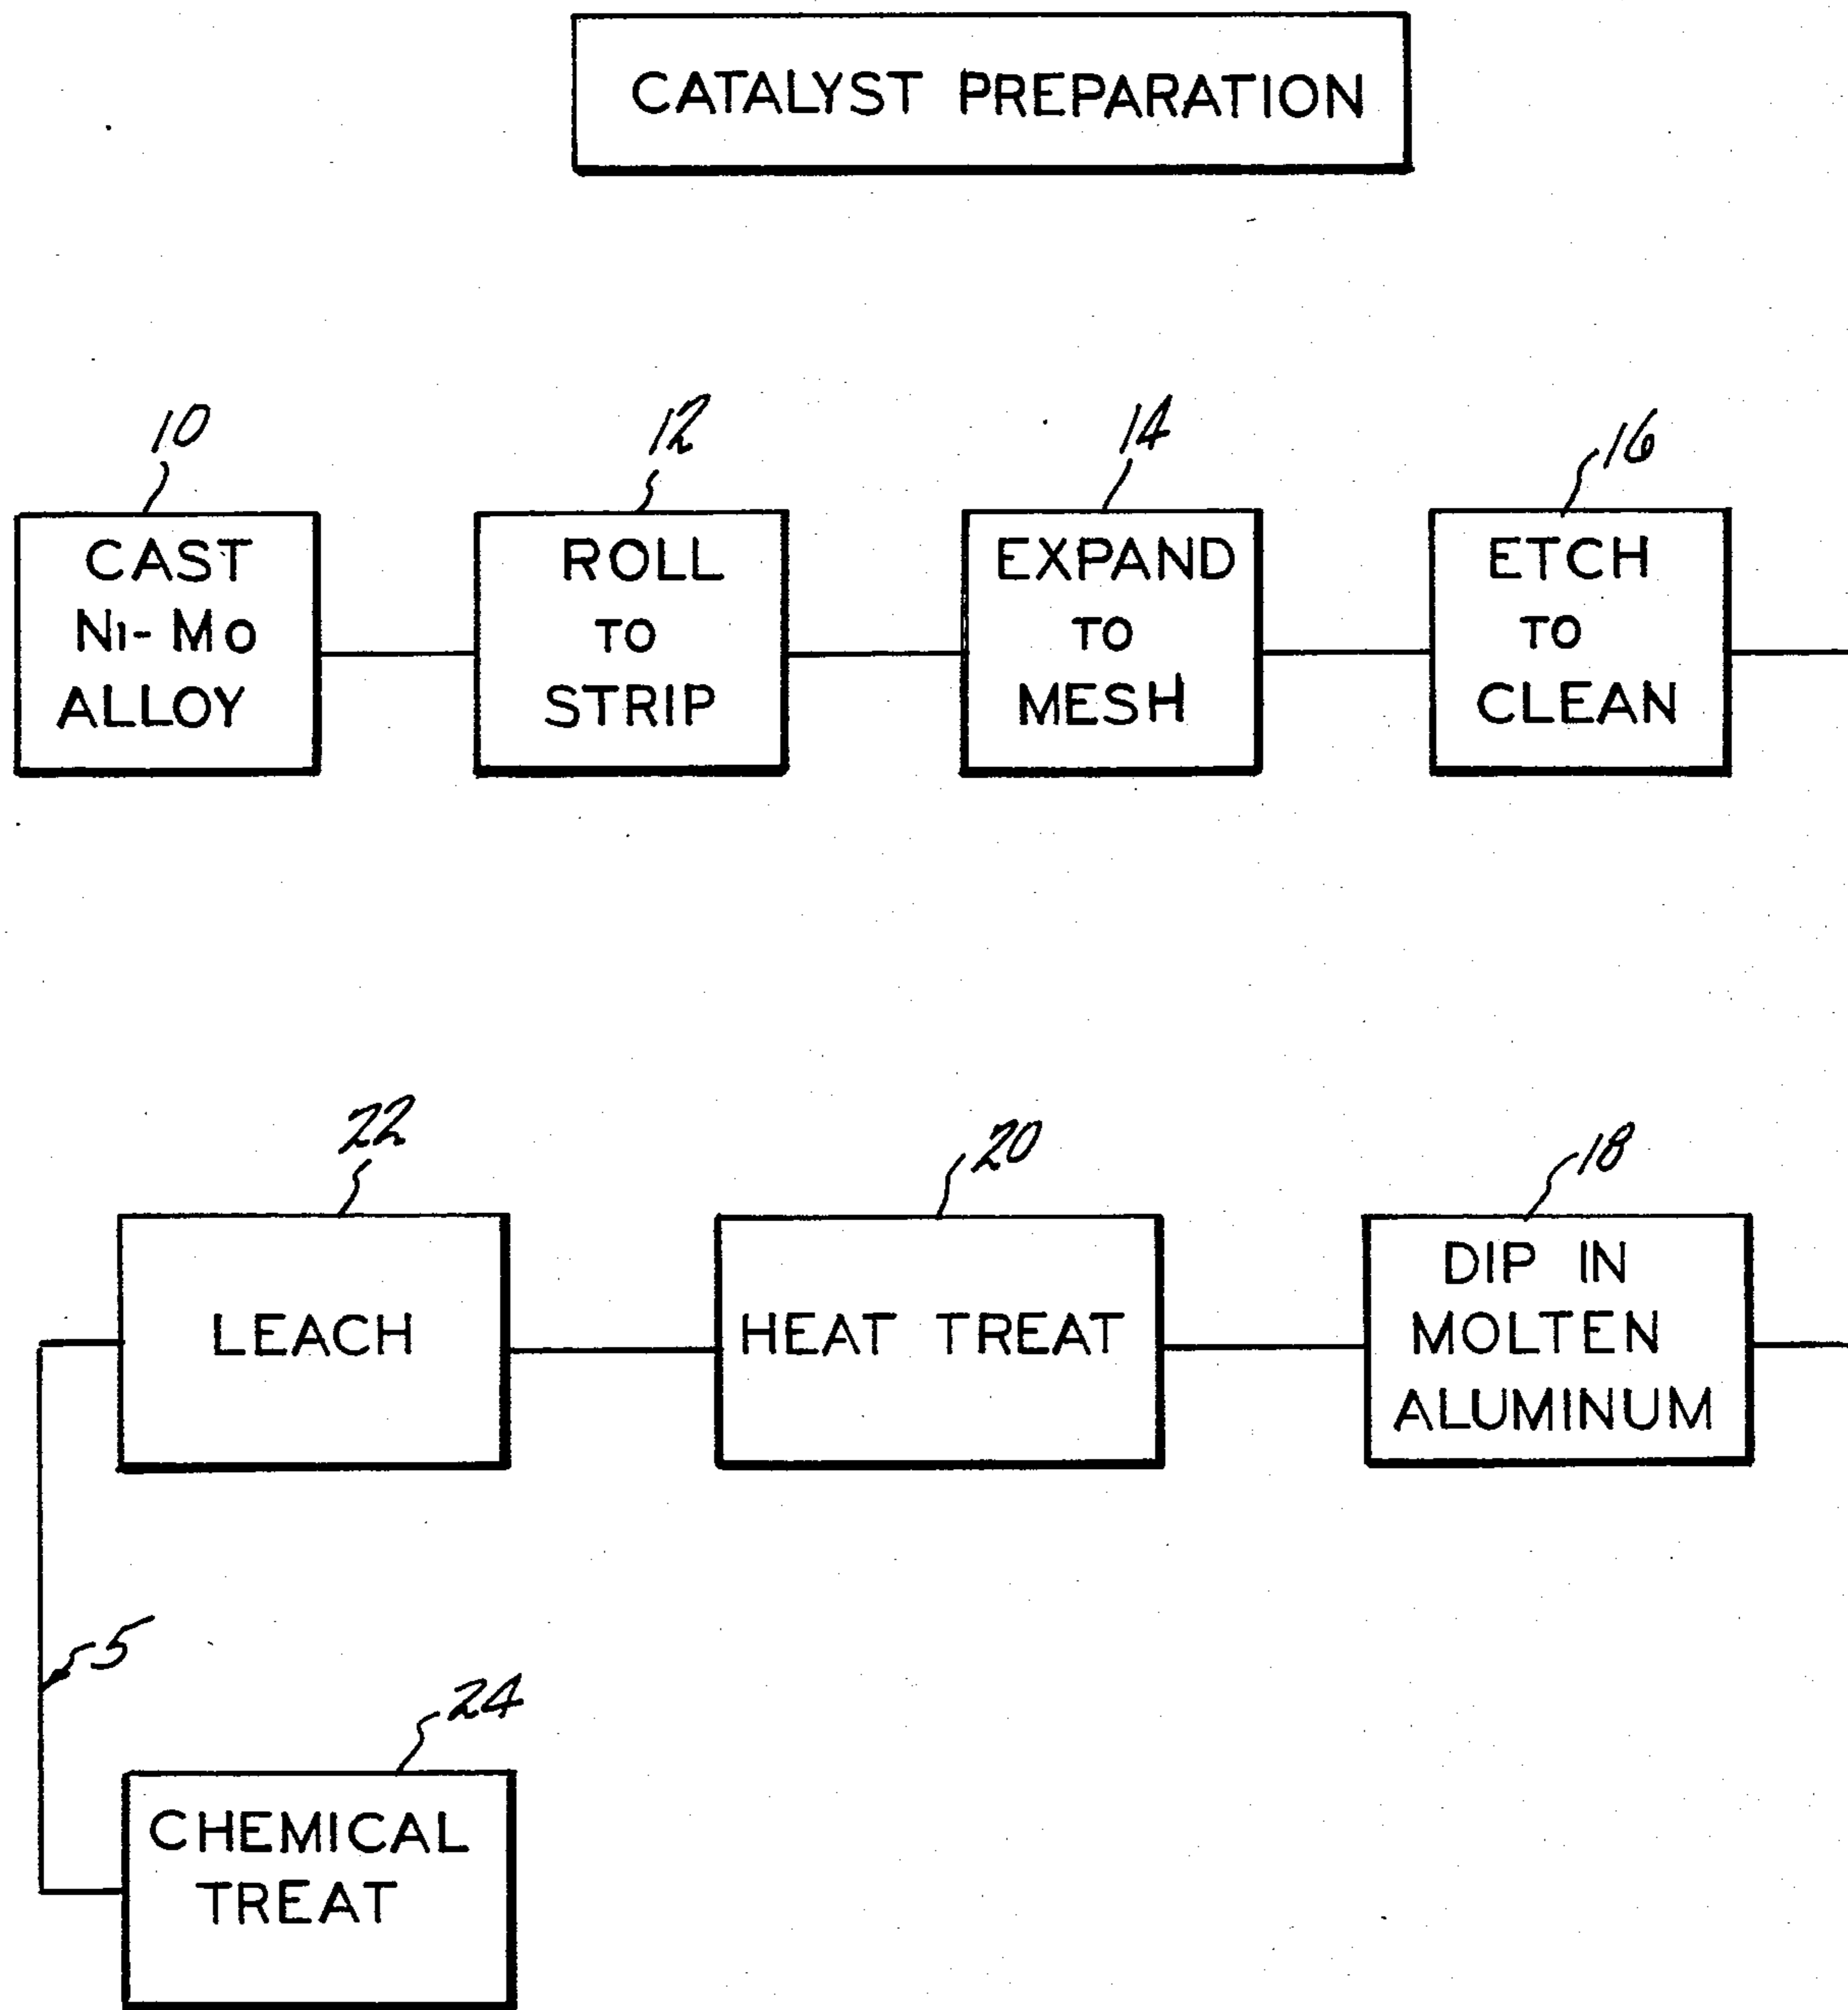 CATALYST PREPARATION
10
CAST
Ni-Mo
ALLOY
12
ROLL
TO
STRIP
14
EXPAND
TO
MESH
16
ETCH
TO
CLEAN
18
DIP IN
MOLTEN
ALUMINUM
20
HEAT TREAT
22
LEACH
5
24
CHEMICAL
TREAT